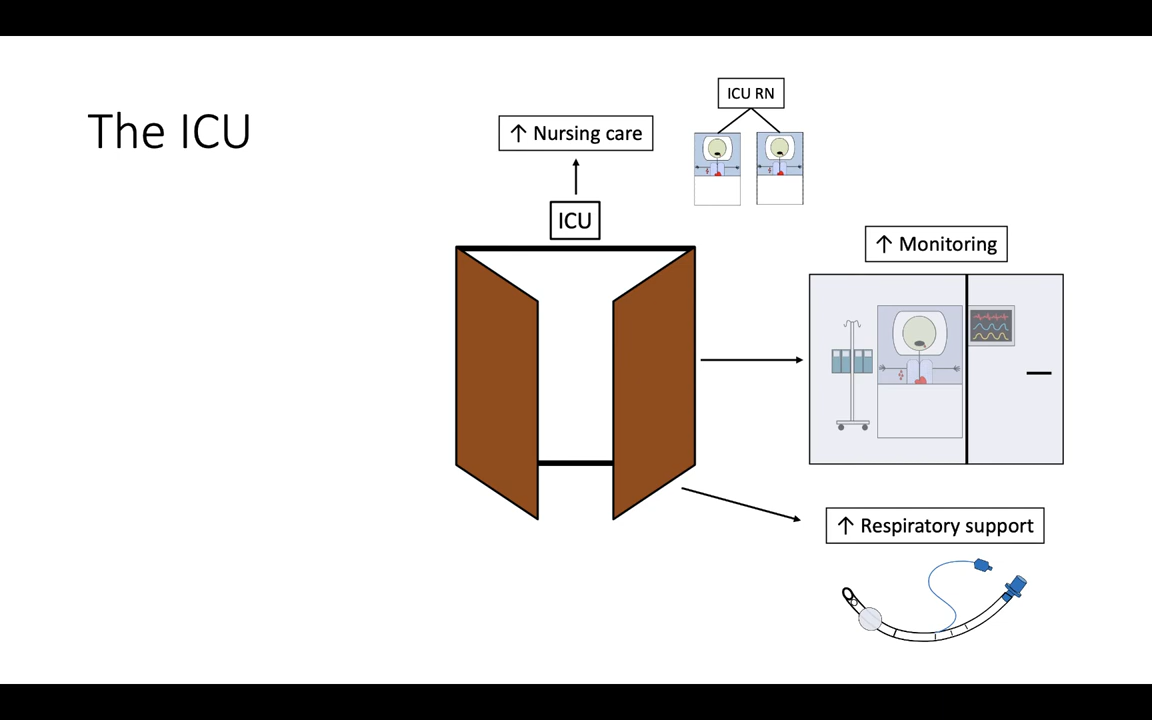 The ICU
ICU RN
↑ Nursing care
ICU
↑ Monitoring
↑ Respiratory support